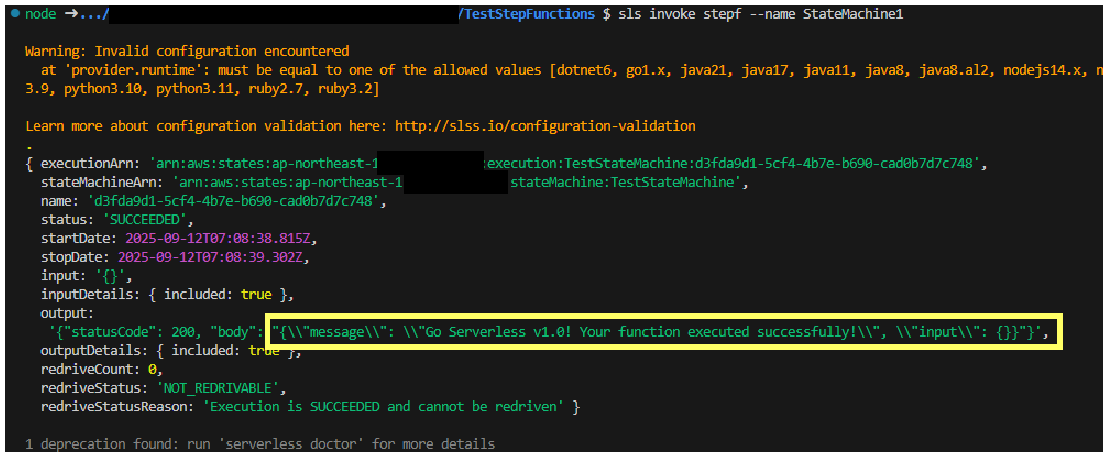 node ➜.../ /TestStepFunctions $ sls invoke stepf --name StateMachine1
Warning: Invalid configuration encountered
at 'provider.runtime': must be equal to one of the allowed values [dotnet6, go1.x, java21, java17, java11, java8, java8.al2, nodejs14.x, n
3.9, python3.10, python3.11, ruby2.7, ruby3.2]
Learn more about configuration validation here: http://slss.io/configuration-validation
-
{ executionArn: 'arn:aws:states:ap-northeast-1 :execution:TestStateMachine:d3fda9d1-5cf4-4b7e-b690-cad0b7d7c748',
stateMachineArn: 'arn:aws:states:ap-northeast-1 stateMachine:TestStateMachine',
name: 'd3fda9d1-5cf4-4b7e-b690-cad0b7d7c748',
status: 'SUCCEEDED',
startDate: 2025-09-12T07:08:38.815Z,
stopDate: 2025-09-12T07:08:39.302Z,
input: '{}',
inputDetails: { included: true },
output:
'{"statusCode": 200, "body": "{\\"message\\": \\"Go Serverless v1.0! Your function executed successfully!\\", \\"input\\": {}}"}',
outputDetails: { included: true },
redriveCount: 0,
redriveStatus: 'NOT_REDRIVABLE',
redriveStatusReason: 'Execution is SUCCEEDED and cannot be redriven' }
1 deprecation found: run 'serverless doctor' for more details